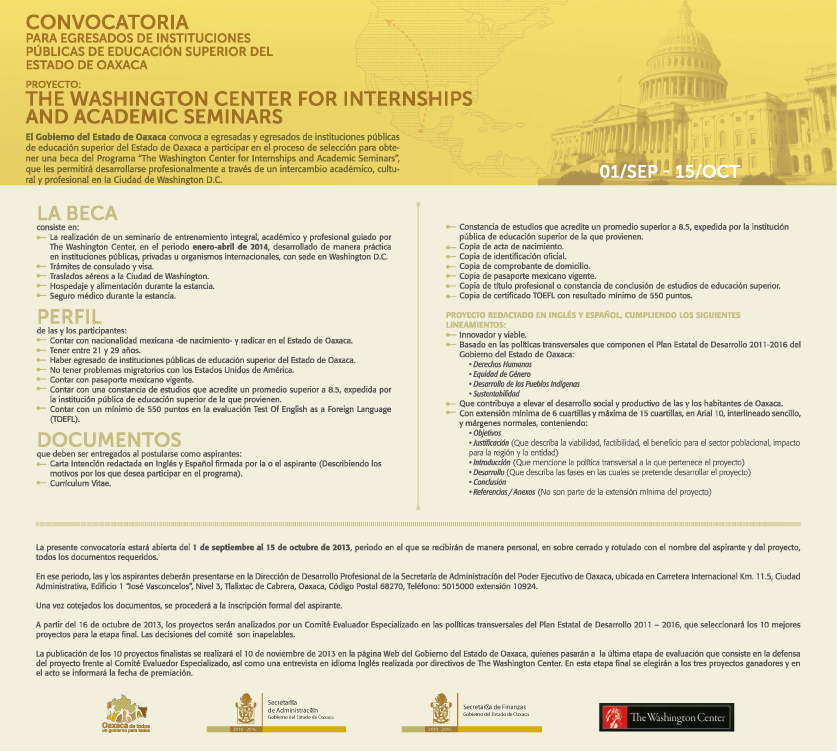 CONVOCATORIA
PARA EGRESADOS DE INSTITUCIONES
PÚBLICAS DE EDUCACIÓN SUPERIOR DEL
ESTADO DE OAXACA
PROYECTO:
THE WASHINGTON CENTER FOR INTERNSHIPS
AND ACADEMIC SEMINARS
El Gobierno del Estado de Oaxaca convoca a egresadas y egresados de instituciones públicas
de educación superior del Estado de Oaxaca a participar en el proceso de selección para obte-
ner una beca del Programa “The Washington Center for Internships and Academic Seminars”,
que les permitirá desarrollarse profesionalmente a través de un intercambio académico, cultu-
ral y profesional en la Ciudad de Washington D.C.
01/SEP - 15/OCT
LA BECA
consiste en:
La realización de un seminario de entrenamiento integral, académico y profesional guiado por
The Washington Center, en el periodo enero-abril de 2014, desarrollado de manera práctica
en instituciones públicas, privadas u organismos internacionales, con sede en Washington D.C.
Trámites de consulado y visa.
Traslados aéreos a la Ciudad de Washington.
Hospedaje y alimentación durante la estancia.
Seguro médico durante la estancia.
PERFIL
de las y los participantes:
Contar con nacionalidad mexicana -de nacimiento- y radicar en el Estado de Oaxaca.
Tener entre 21 y 29 años.
Haber egresado de instituciones públicas de educación superior del Estado de Oaxaca.
No tener problemas migratorios con los Estados Unidos de América.
Contar con pasaporte mexicano vigente.
Contar con una constancia de estudios que acredite un promedio superior a 8.5, expedida por
la institución pública de educación superior de la que provienen.
Contar con un mínimo de 550 puntos en la evaluación Test Of English as a Foreign Language
(TOEFL).
DOCUMENTOS
que deben ser entregados al postularse como aspirantes:
Carta Intención redactada en Inglés y Español firmada por la o el aspirante (Describiendo los
motivos por los que desea participar en el programa).
Currículum Vitae.
Constancia de estudios que acredite un promedio superior a 8.5, expedida por la institución
pública de educación superior de la que provienen.
Copia de acta de nacimiento.
Copia de identificación oficial.
Copia de comprobante de domicilio.
Copia de pasaporte mexicano vigente.
Copia de título profesional o constancia de conclusión de estudios de educación superior.
Copia de certificado TOEFL con resultado mínimo de 550 puntos.
PROYECTO REDACTADO EN INGLÉS Y ESPAÑOL, CUMPLIENDO LOS SIGUIENTES
LINEAMIENTOS:
Innovador y viable.
Basado en las políticas transversales que componen el Plan Estatal de Desarrollo 2011-2016 del
Gobierno del Estado de Oaxaca:
• Derechos Humanos
• Equidad de Género
• Desarrollo de los Pueblos Indígenas
• Sustentabilidad
Que contribuya a elevar el desarrollo social y productivo de las y los habitantes de Oaxaca.
Con extensión mínima de 6 cuartillas y máxima de 15 cuartillas, en Arial 10, interlineado sencillo,
y márgenes normales, conteniendo:
• Objetivos
• Justificación (Que describa la viabilidad, factibilidad, el beneficio para el sector poblacional, impacto
para la región y la entidad)
• Introducción (Que mencione la política transversal a la que pertenece el proyecto)
• Desarrollo (Que describa las fases en las cuales se pretende desarrollar el proyecto)
• Conclusión
• Referencias / Anexos (No son parte de la extensión mínima del proyecto)
La presente convocatoria estará abierta del 1 de septiembre al 15 de octubre de 2013, periodo en el que se recibirán de manera personal, en sobre cerrado y rotulado con el nombre del aspirante y del proyecto,
todos los documentos requeridos.
En ese periodo, las y los aspirantes deberán presentarse en la Dirección de Desarrollo Profesional de la Secretaría de Administración del Poder Ejecutivo de Oaxaca, ubicada en Carretera Internacional Km. 11.5, Ciudad
Administrativa, Edificio 1 “José Vasconcelos”, Nivel 3, Tlalixtac de Cabrera, Oaxaca, Código Postal 68270, Teléfono: 5015000 extensión 10924.
Una vez cotejados los documentos, se procederá a la inscripción formal del aspirante.
A partir del 16 de octubre de 2013, los proyectos serán analizados por un Comité Evaluador Especializado en las políticas transversales del Plan Estatal de Desarrollo 2011 – 2016, que seleccionará los 10 mejores
proyectos para la etapa final. Las decisiones del comité son inapelables.
La publicación de los 10 proyectos finalistas se realizará el 10 de noviembre de 2013 en la página Web del Gobierno del Estado de Oaxaca, quienes pasarán a la última etapa de evaluación que consiste en la defensa
del proyecto frente al Comité Evaluador Especializado, así como una entrevista en idioma Inglés realizada por directivos de The Washington Center. En esta etapa final se elegirán a los tres proyectos ganadores y en
el acto se informará la fecha de premiación.
Oaxaca de todos
un gobierno para todos
Secretaría
de Administración
Gobierno del Estado de Oaxaca
2010 - 2016
Secretaría de Finanzas
Gobierno del Estado de Oaxaca
2010 - 2016
The Washington Center